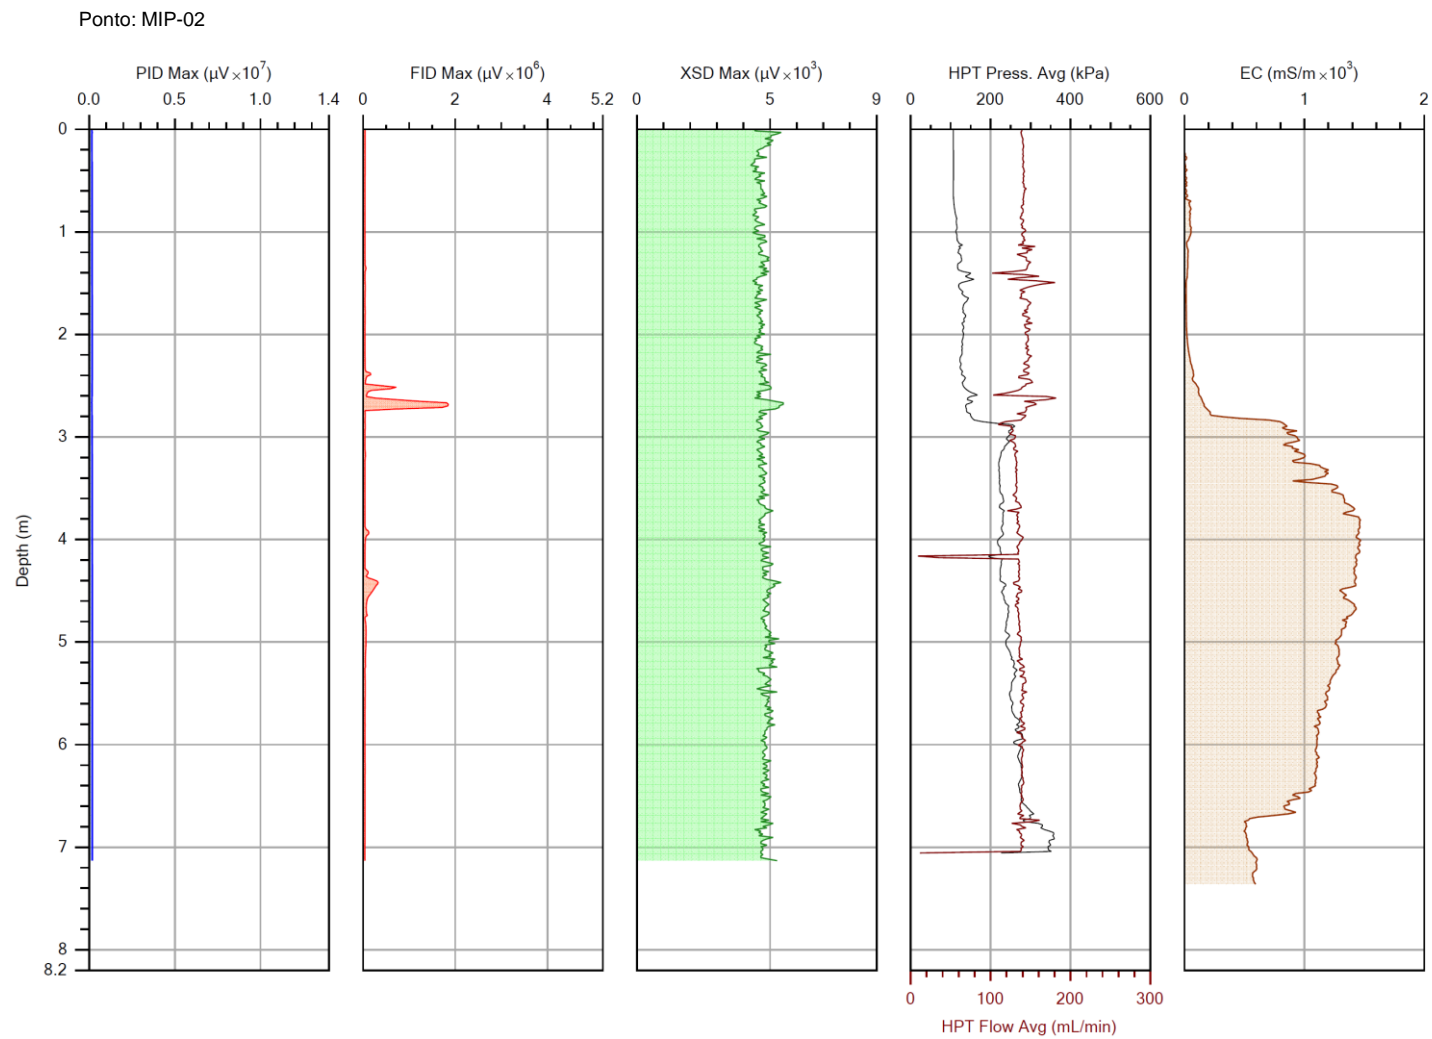 Ponto: MIP-02
PID Max (µV×10⁷)
FID Max (µV×10⁶)
XSD Max (µV×10³)
HPT Press. Avg (kPa)
EC (mS/m×10³)
0.0 0.5 1.0 1.4
0 2 4 5.2
0 5 9
0 200 400 600
0 1 2
0
1
2
3
4
5
6
7
8
8.2
Depth (m)
0 100 200 300
HPT Flow Avg (mL/min)